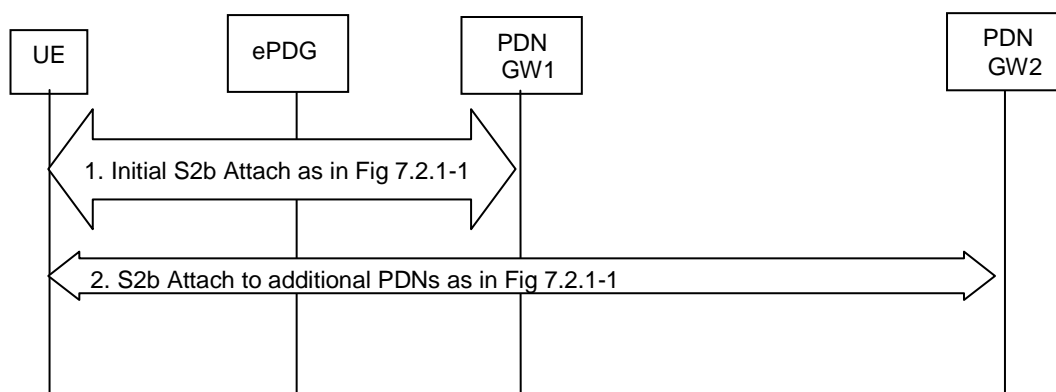 UE
ePDG
PDN
GW1
PDN
GW2
1. Initial S2b Attach as in Fig 7.2.1-1
2. S2b Attach to additional PDNs as in Fig 7.2.1-1